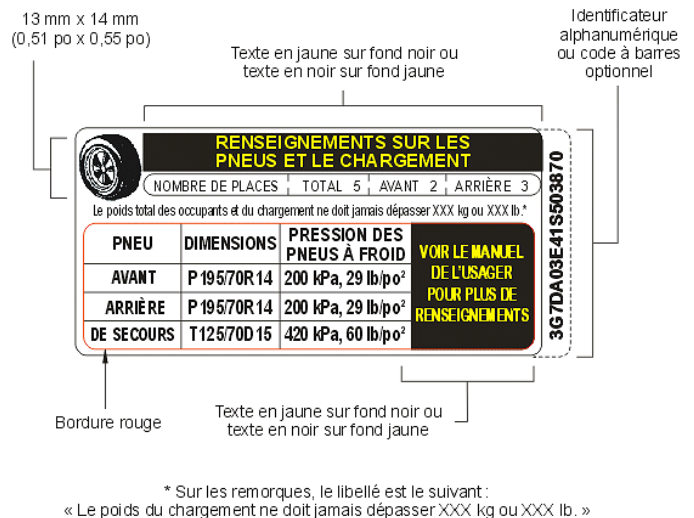 13 mm x 14 mm
(0,51 po x 0,55 po)
Texte en jaune sur fond noir ou
texte en noir sur fond jaune
Identificateur
alphanumérique
ou code à barres
optionnel
RENSEIGNEMENTS SUR LES
PNEUS ET LE CHARGEMENT
NOMBRE DE PLACES TOTAL 5 AVANT 2 ARRIÈRE 3
Le poids total des occupants et du chargement ne doit jamais dépasser XXX kg ou XXX lb.*
PNEU DIMENSIONS PRESSION DES
PNEUS À FROID
AVANT P195/70R14 200 kPa, 29 lb/po²
ARRIÈRE P195/70R14 200 kPa, 29 lb/po²
DE SECOURS T125/70D15 420 kPa, 60 lb/po²
VOIR LE MANUEL
DE L'USAGER
POUR PLUS DE
RENSEIGNEMENTS
3G7DA03E41S503870
Bordure rouge
Texte en jaune sur fond noir ou
texte en noir sur fond jaune
* Sur les remorques, le libellé est le suivant :
« Le poids du chargement ne doit jamais dépasser XXX kg ou XXX lb. »